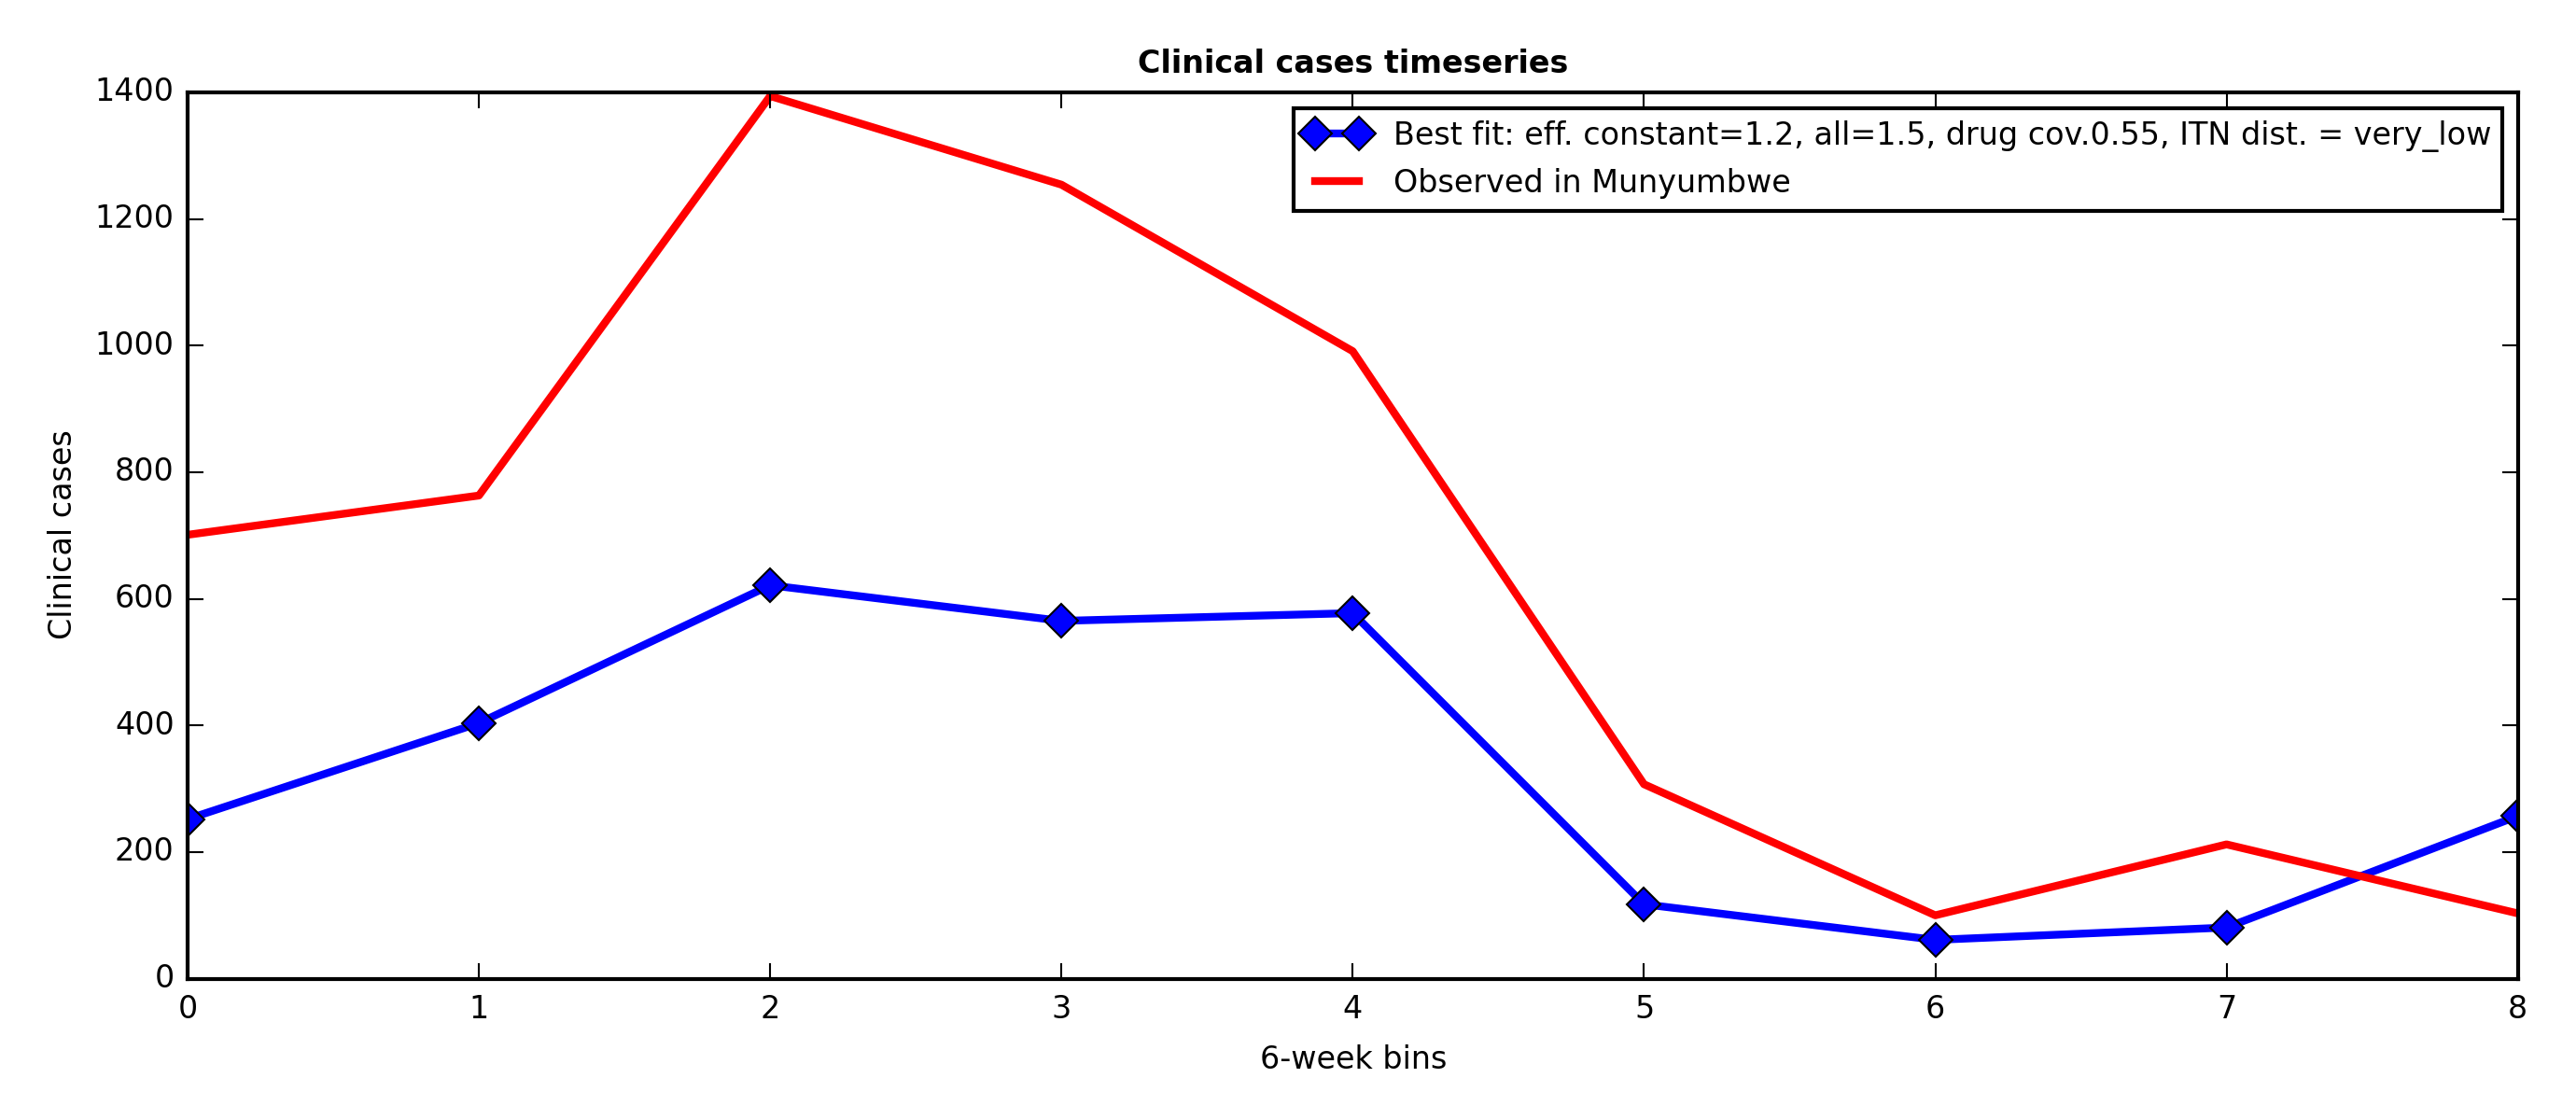 Clinical cases timeseries
1400
1200
1000
800
600
400
200
0
Clinical cases
Best fit: eff. constant=1.2, all=1.5, drug cov.0.55, ITN dist. = very_low
Observed in Munyumbwe
0 1 2 3 4 5 6 7 8
6-week bins